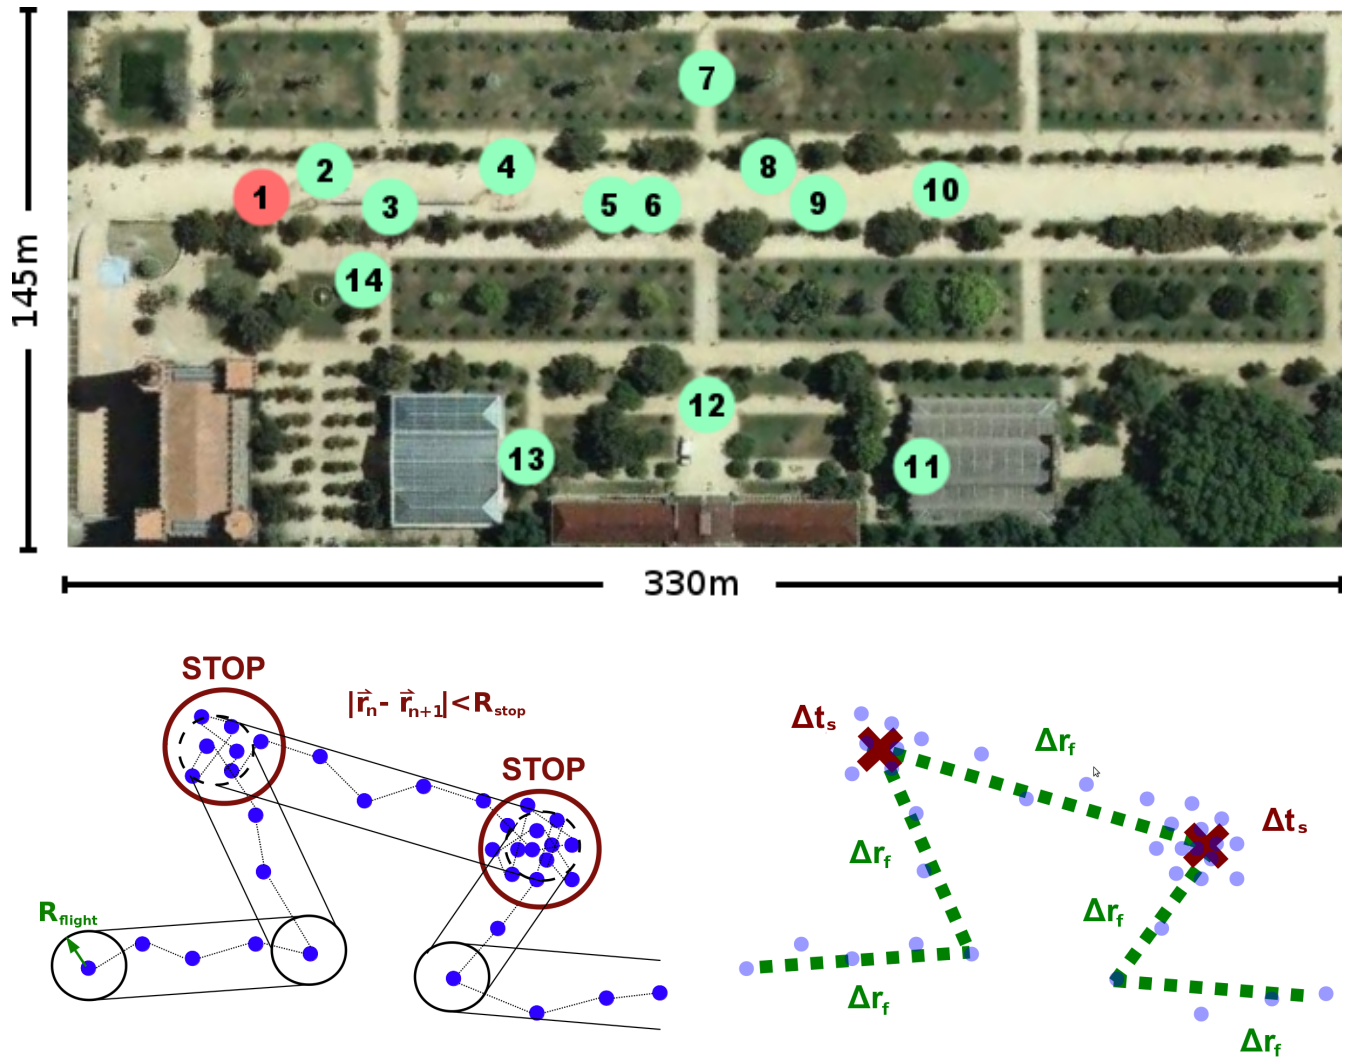 7
2
4
8
1
3
5
6
9
10
14
145m
12
13
11
330m
STOP
|r⃗n - r⃗n+1| < Rstop
STOP
Rflight
Δts
Δrf
Δts
Δrf
Δrf
Δrf
Δrf